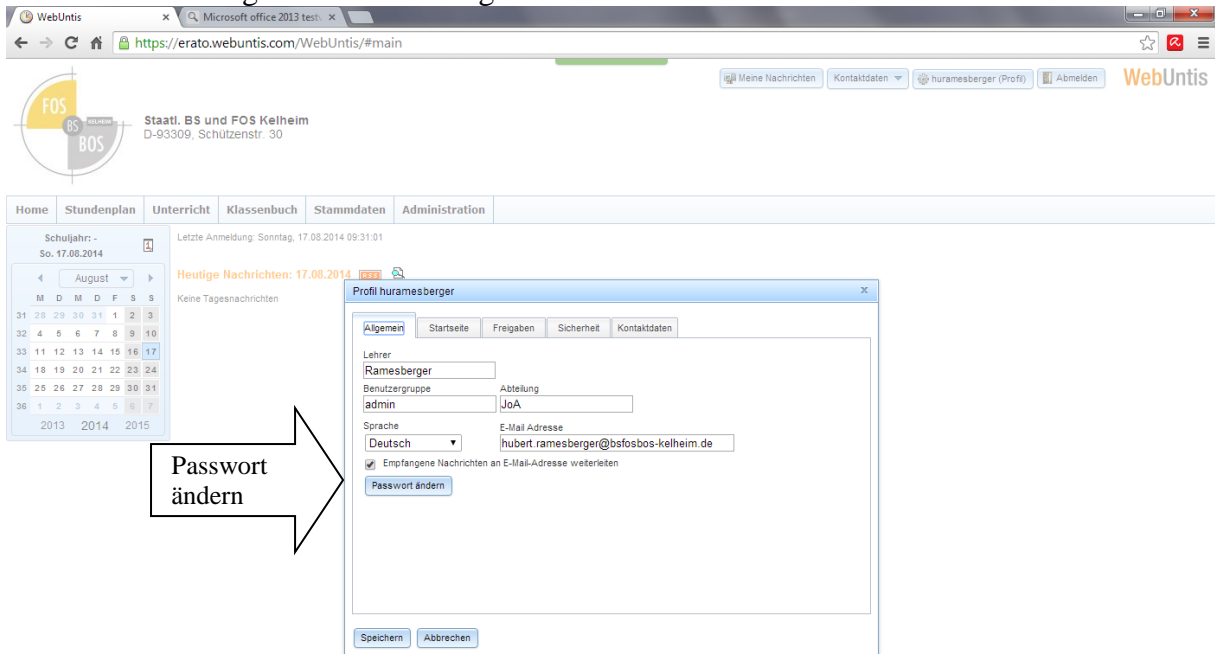 WebUntis x Microsoft office 2013 test x
https://erato.webuntis.com/WebUntis/#main
Meine Nachrichten Kontaktdaten huramesberger (Profil) Abmelden WebUntis
FOS
BS KELHEIM
BOS
Staatl. BS und FOS Kelheim
D-93309, Schützenstr. 30
Home Stundenplan Unterricht Klassenbuch Stammdaten Administration
Schuljahr: -
So. 17.08.2014
1
August
M D M D F S S
31 28 29 30 31 1 2 3
32 4 5 6 7 8 9 10
33 11 12 13 14 15 16 17
34 18 19 20 21 22 23 24
35 25 26 27 28 29 30 31
36 1 2 3 4 5 6 7
2013 2014 2015
Letzte Anmeldung: Sonntag, 17.08.2014 09:31:01
Heutige Nachrichten: 17.08.2014 RSS
Keine Tagesnachrichten
Passwort
ändern
Profil huramesberger x
Allgemein Startseite Freigaben Sicherheit Kontaktdaten
Lehrer
Ramesberger
Benutzergruppe Abteilung
admin JoA
Sprache E-Mail Adresse
Deutsch hubert.ramesberger@bsfosbos-kelheim.de
Empfangene Nachrichten an E-Mail-Adresse weiterleiten
Passwort ändern
Speichern Abbrechen